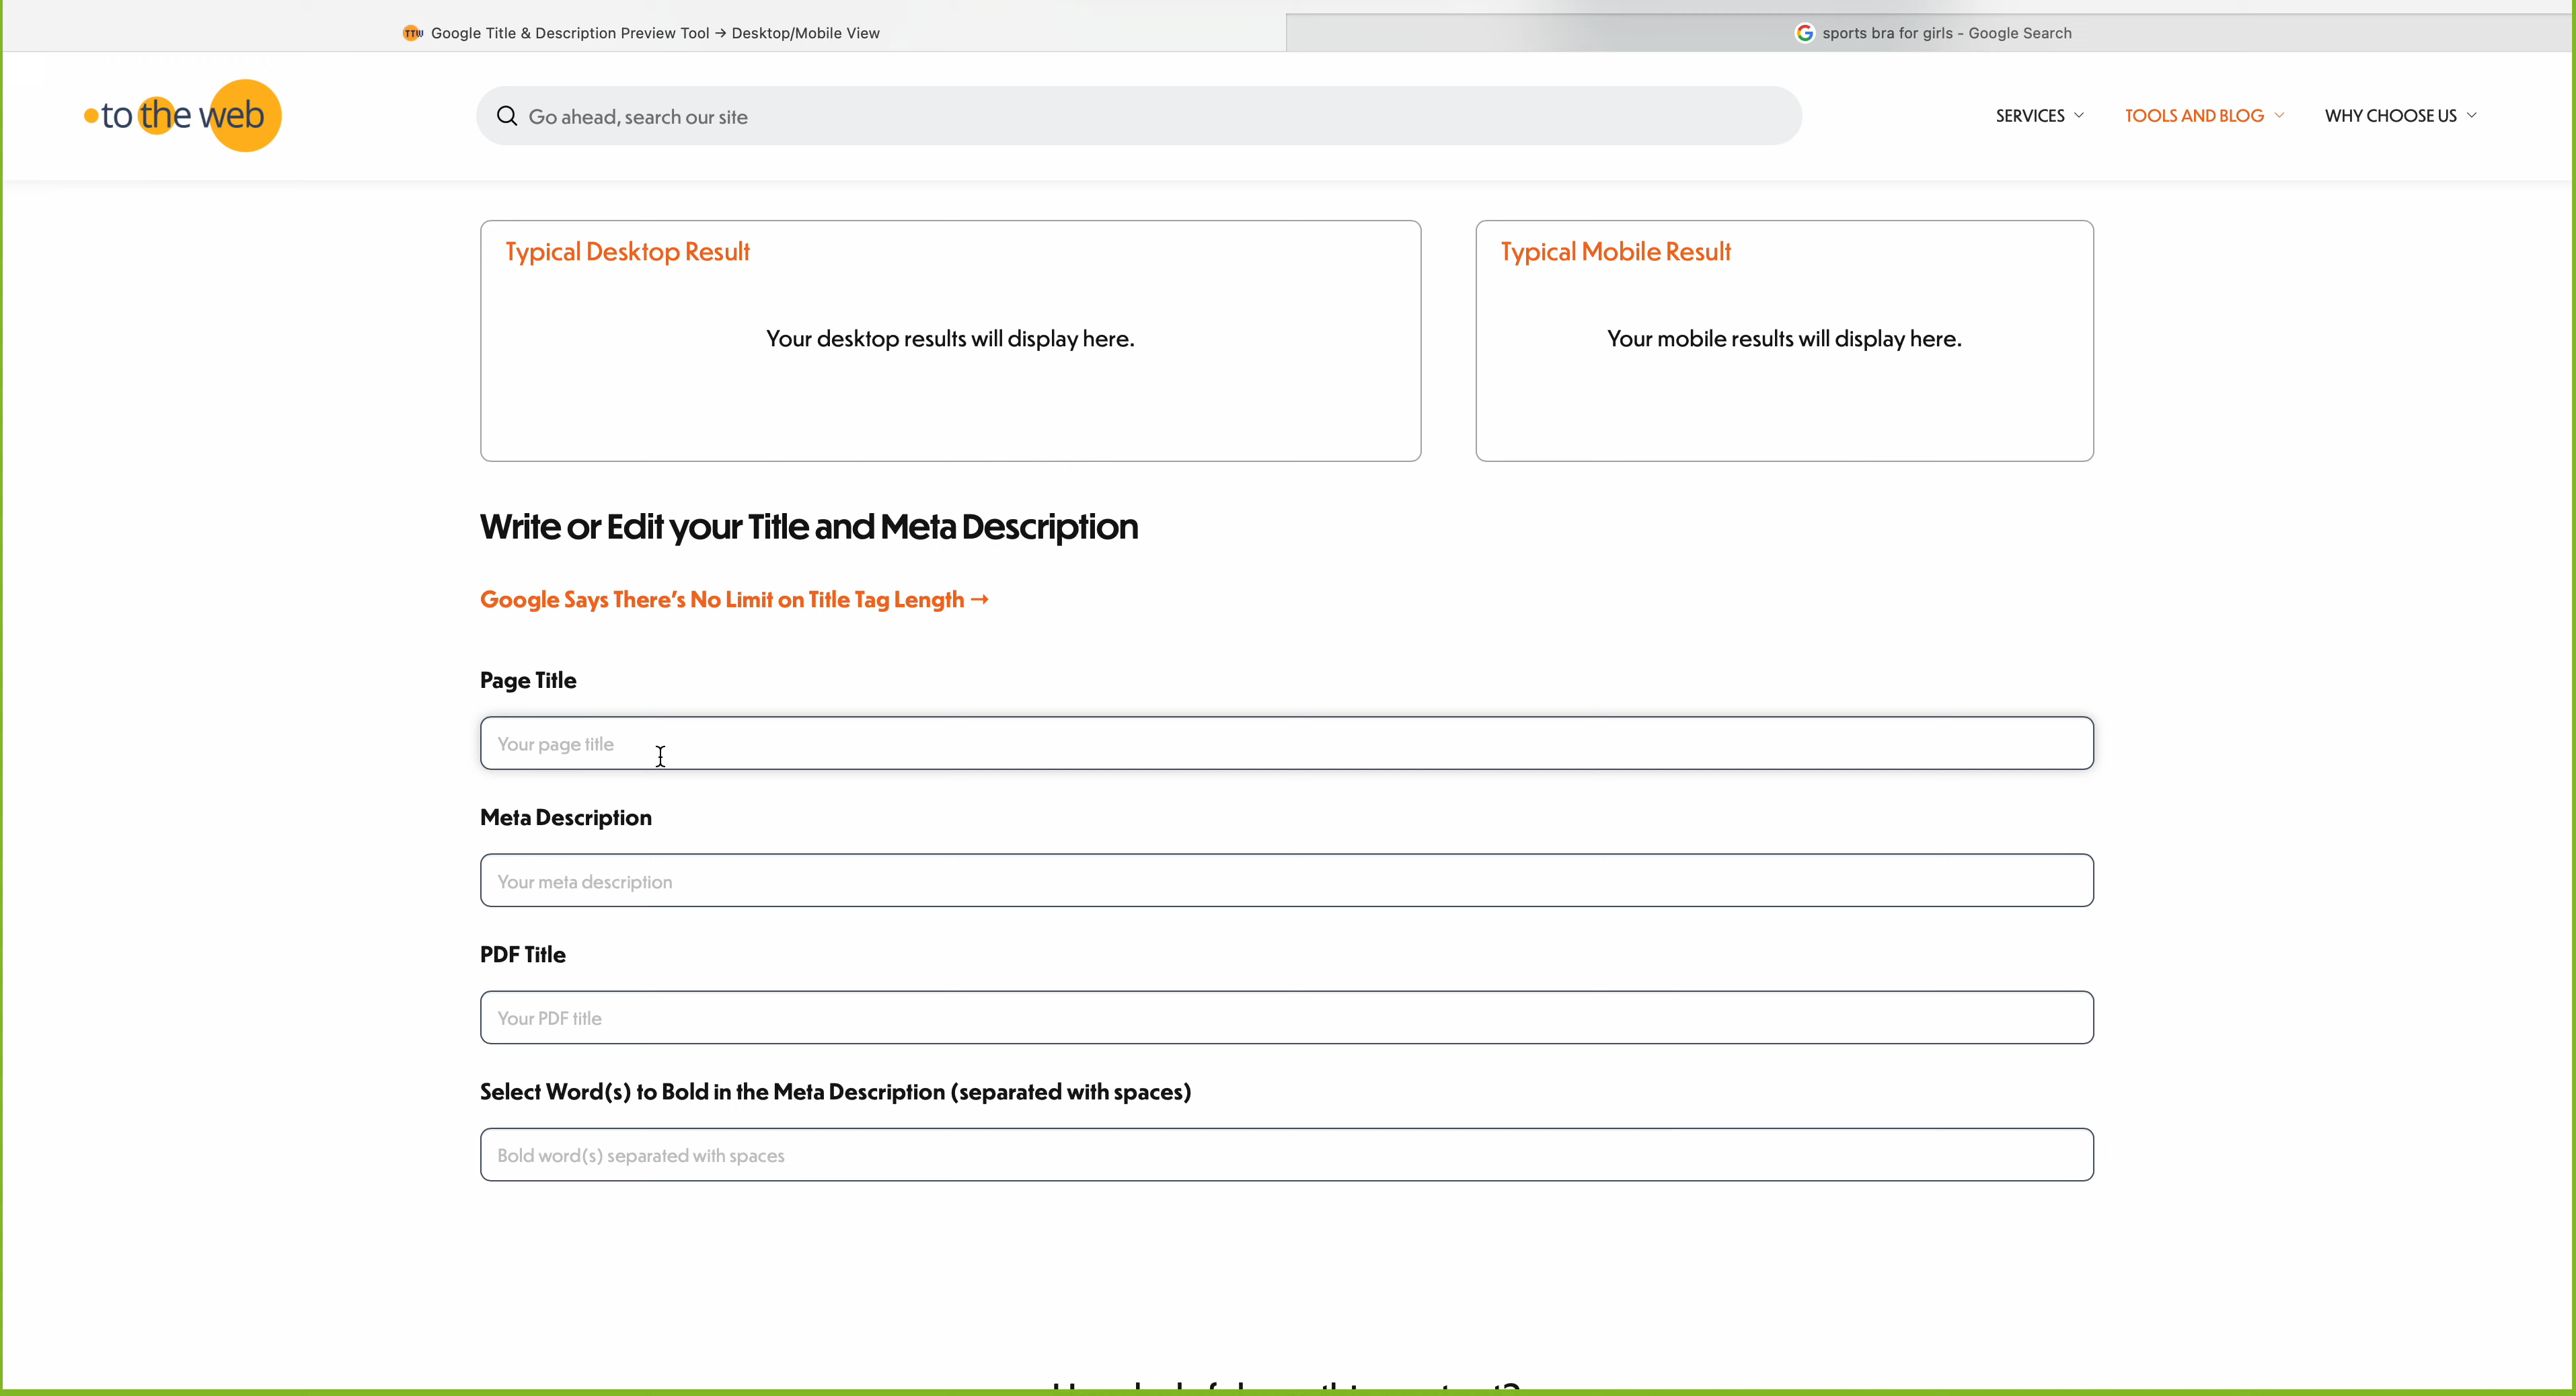 Google Title & Description Preview Tool → Desktop/Mobile View
sports bra for girls - Google Search
to the web
Go ahead, search our site
SERVICES
TOOLS AND BLOG
WHY CHOOSE US
Typical Desktop Result
Your desktop results will display here.
Typical Mobile Result
Your mobile results will display here.
Write or Edit your Title and Meta Description
Google Says There's No Limit on Title Tag Length →
Page Title
Your page title
Meta Description
Your meta description
PDF Title
Your PDF title
Select Word(s) to Bold in the Meta Description (separated with spaces)
Bold word(s) separated with spaces